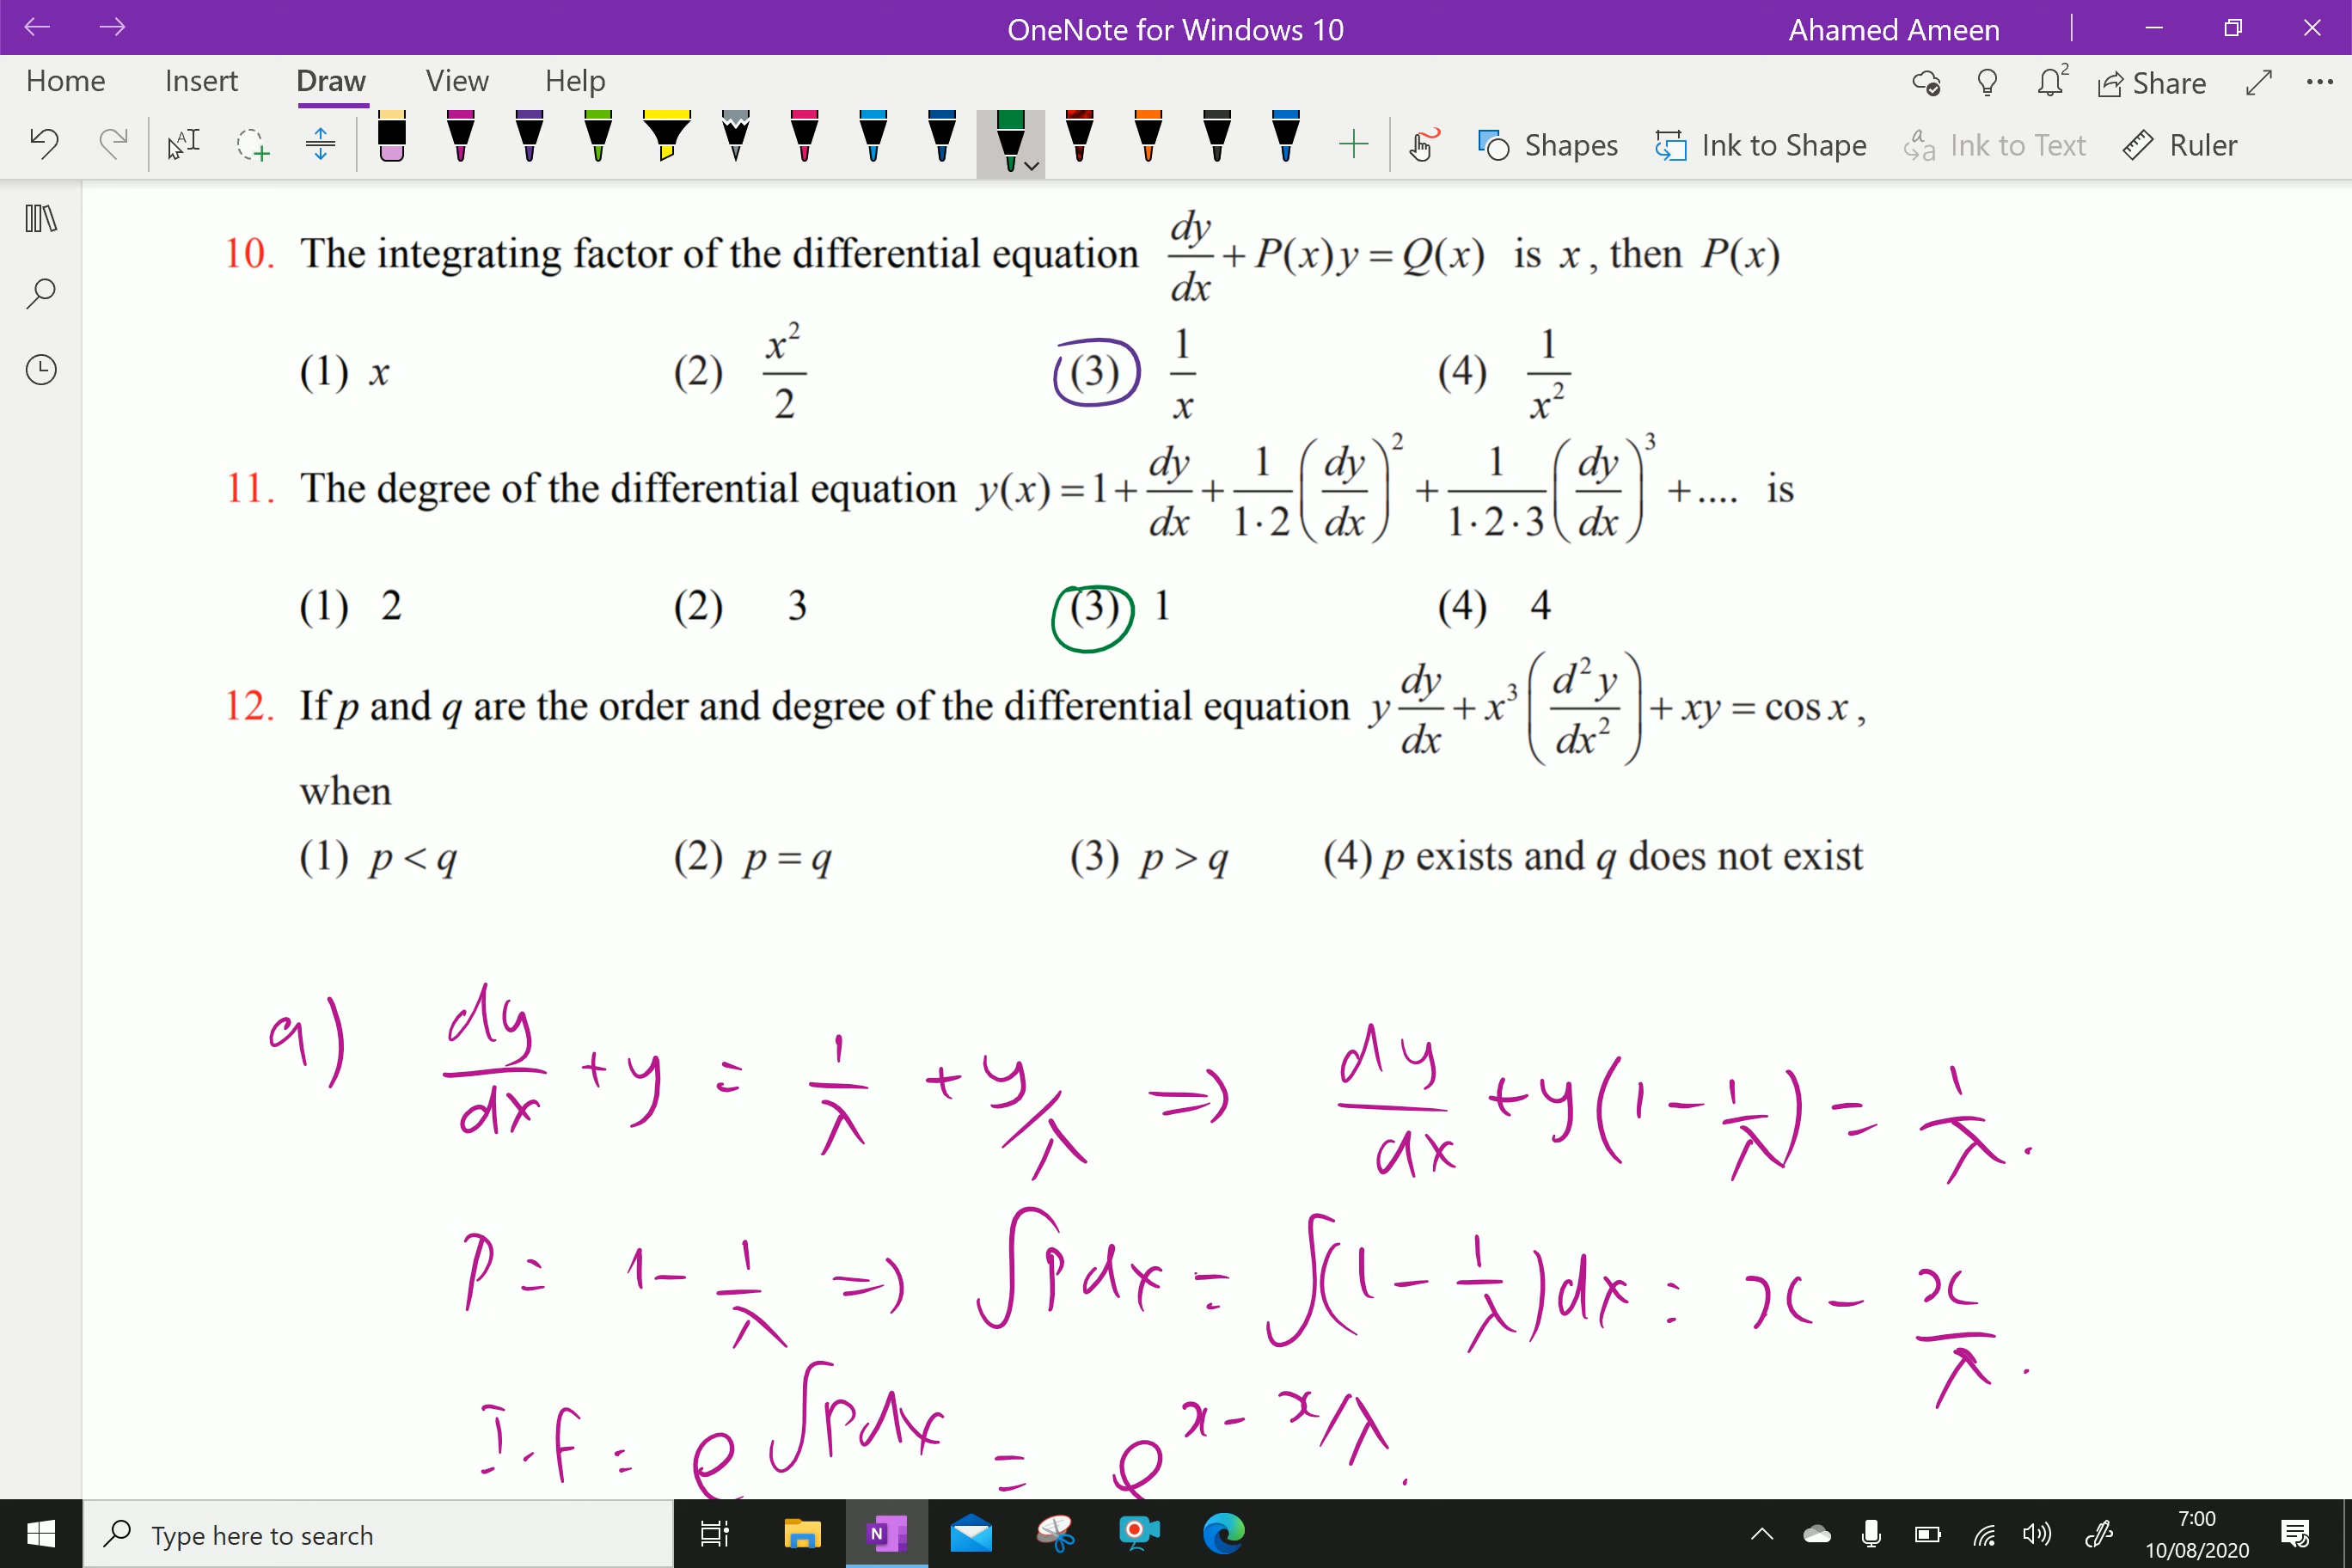 OneNote for Windows 10
Ahamed Ameen
Home Insert Draw View Help
2 Share
Shapes Ink to Shape Ink to Text Ruler
10. The integrating factor of the differential equation dy/dx + P(x)y = Q(x) is x, then P(x)
(1) x (2) x²/2 (3) 1/x (4) 1/x²
11. The degree of the differential equation y(x) = 1 + dy/dx + 1/(1·2) (dy/dx)² + 1/(1·2·3) (dy/dx)³ + .... is
(1) 2 (2) 3 (3) 1 (4) 4
12. If p and q are the order and degree of the differential equation y dy/dx + x³ (d²y/dx²) + xy = cos x,
when
(1) p < q (2) p = q (3) p > q (4) p exists and q does not exist
9) dy/dx + y = 1/λ + y/λ ⇒ dy/dx + y(1 - 1/λ) = 1/λ.
P = 1 - 1/λ ⇒ ∫Pdx = ∫(1 - 1/λ)dx = x - x/λ.
I.F = e^∫Pdx = e^(x - x/λ).
Type here to search
7:00
10/08/2020